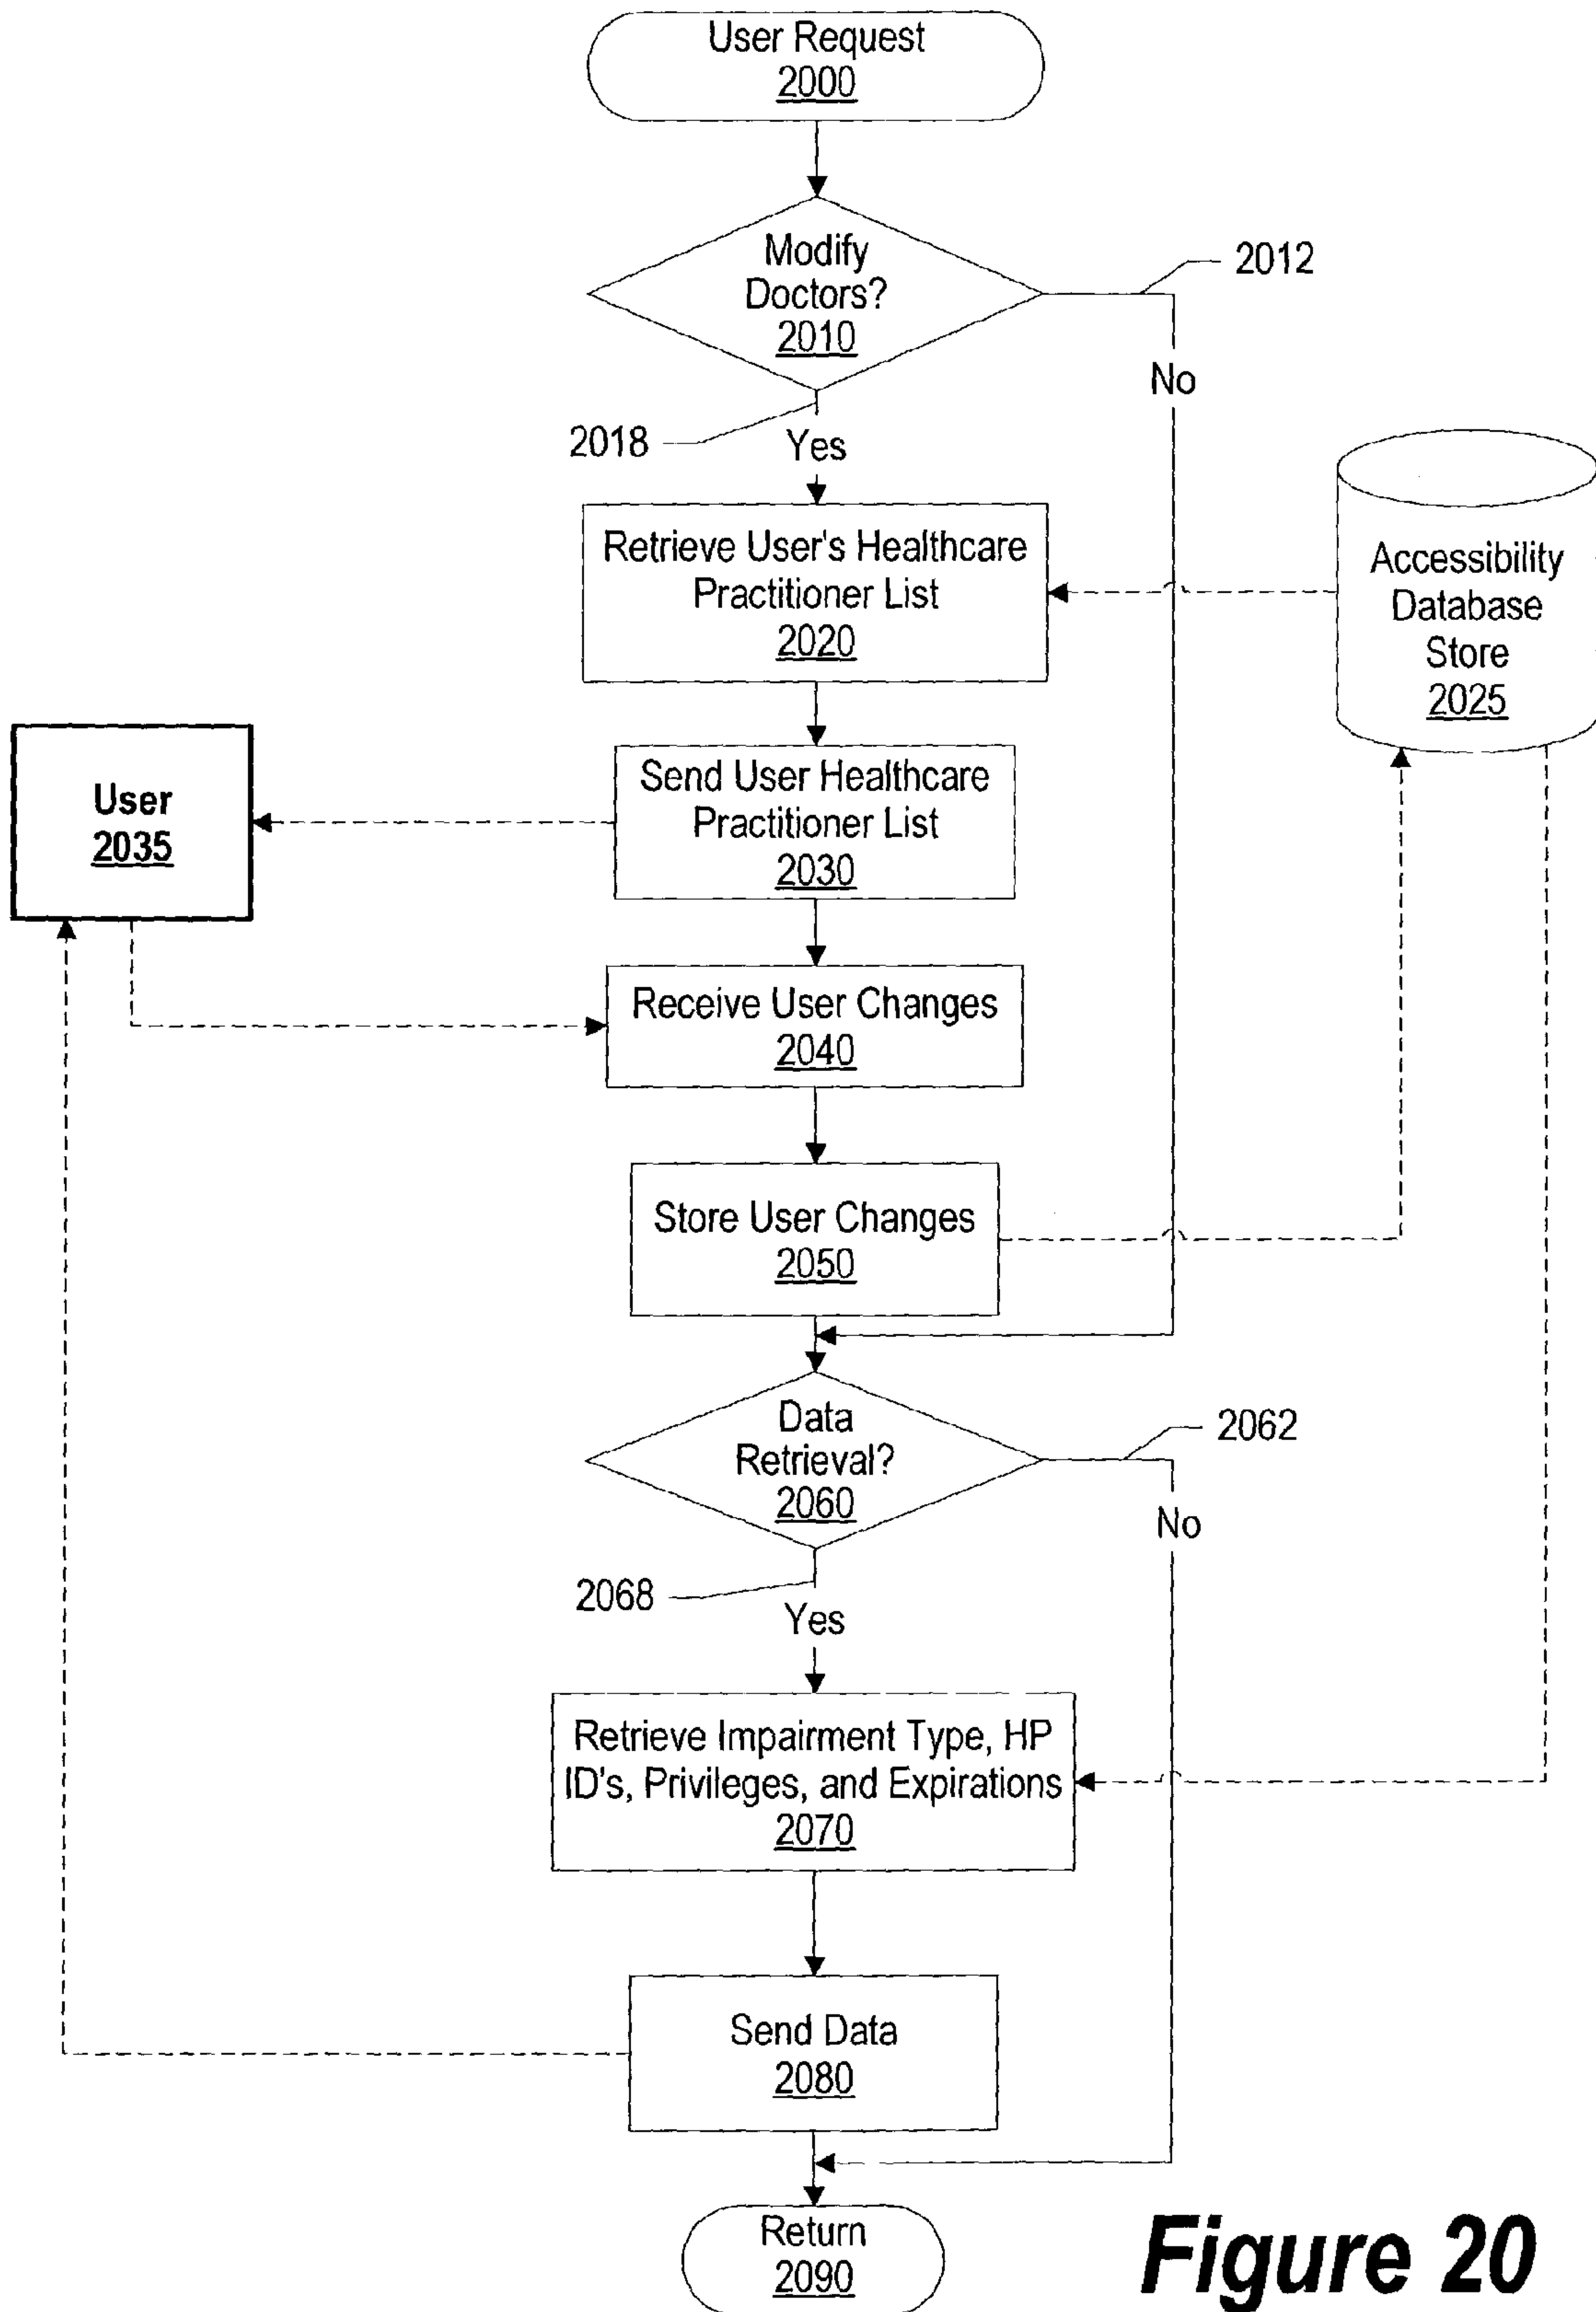 User Request
2000
Modify
Doctors?
2010
2012
No
2018
Yes
Retrieve User's Healthcare
Practitioner List
2020
Accessibility
Database
Store
2025
User
2035
Send User Healthcare
Practitioner List
2030
Receive User Changes
2040
Store User Changes
2050
Data
Retrieval?
2060
2062
No
2068
Yes
Retrieve Impairment Type, HP
ID's, Privileges, and Expirations
2070
Send Data
2080
Return
2090
Figure 20